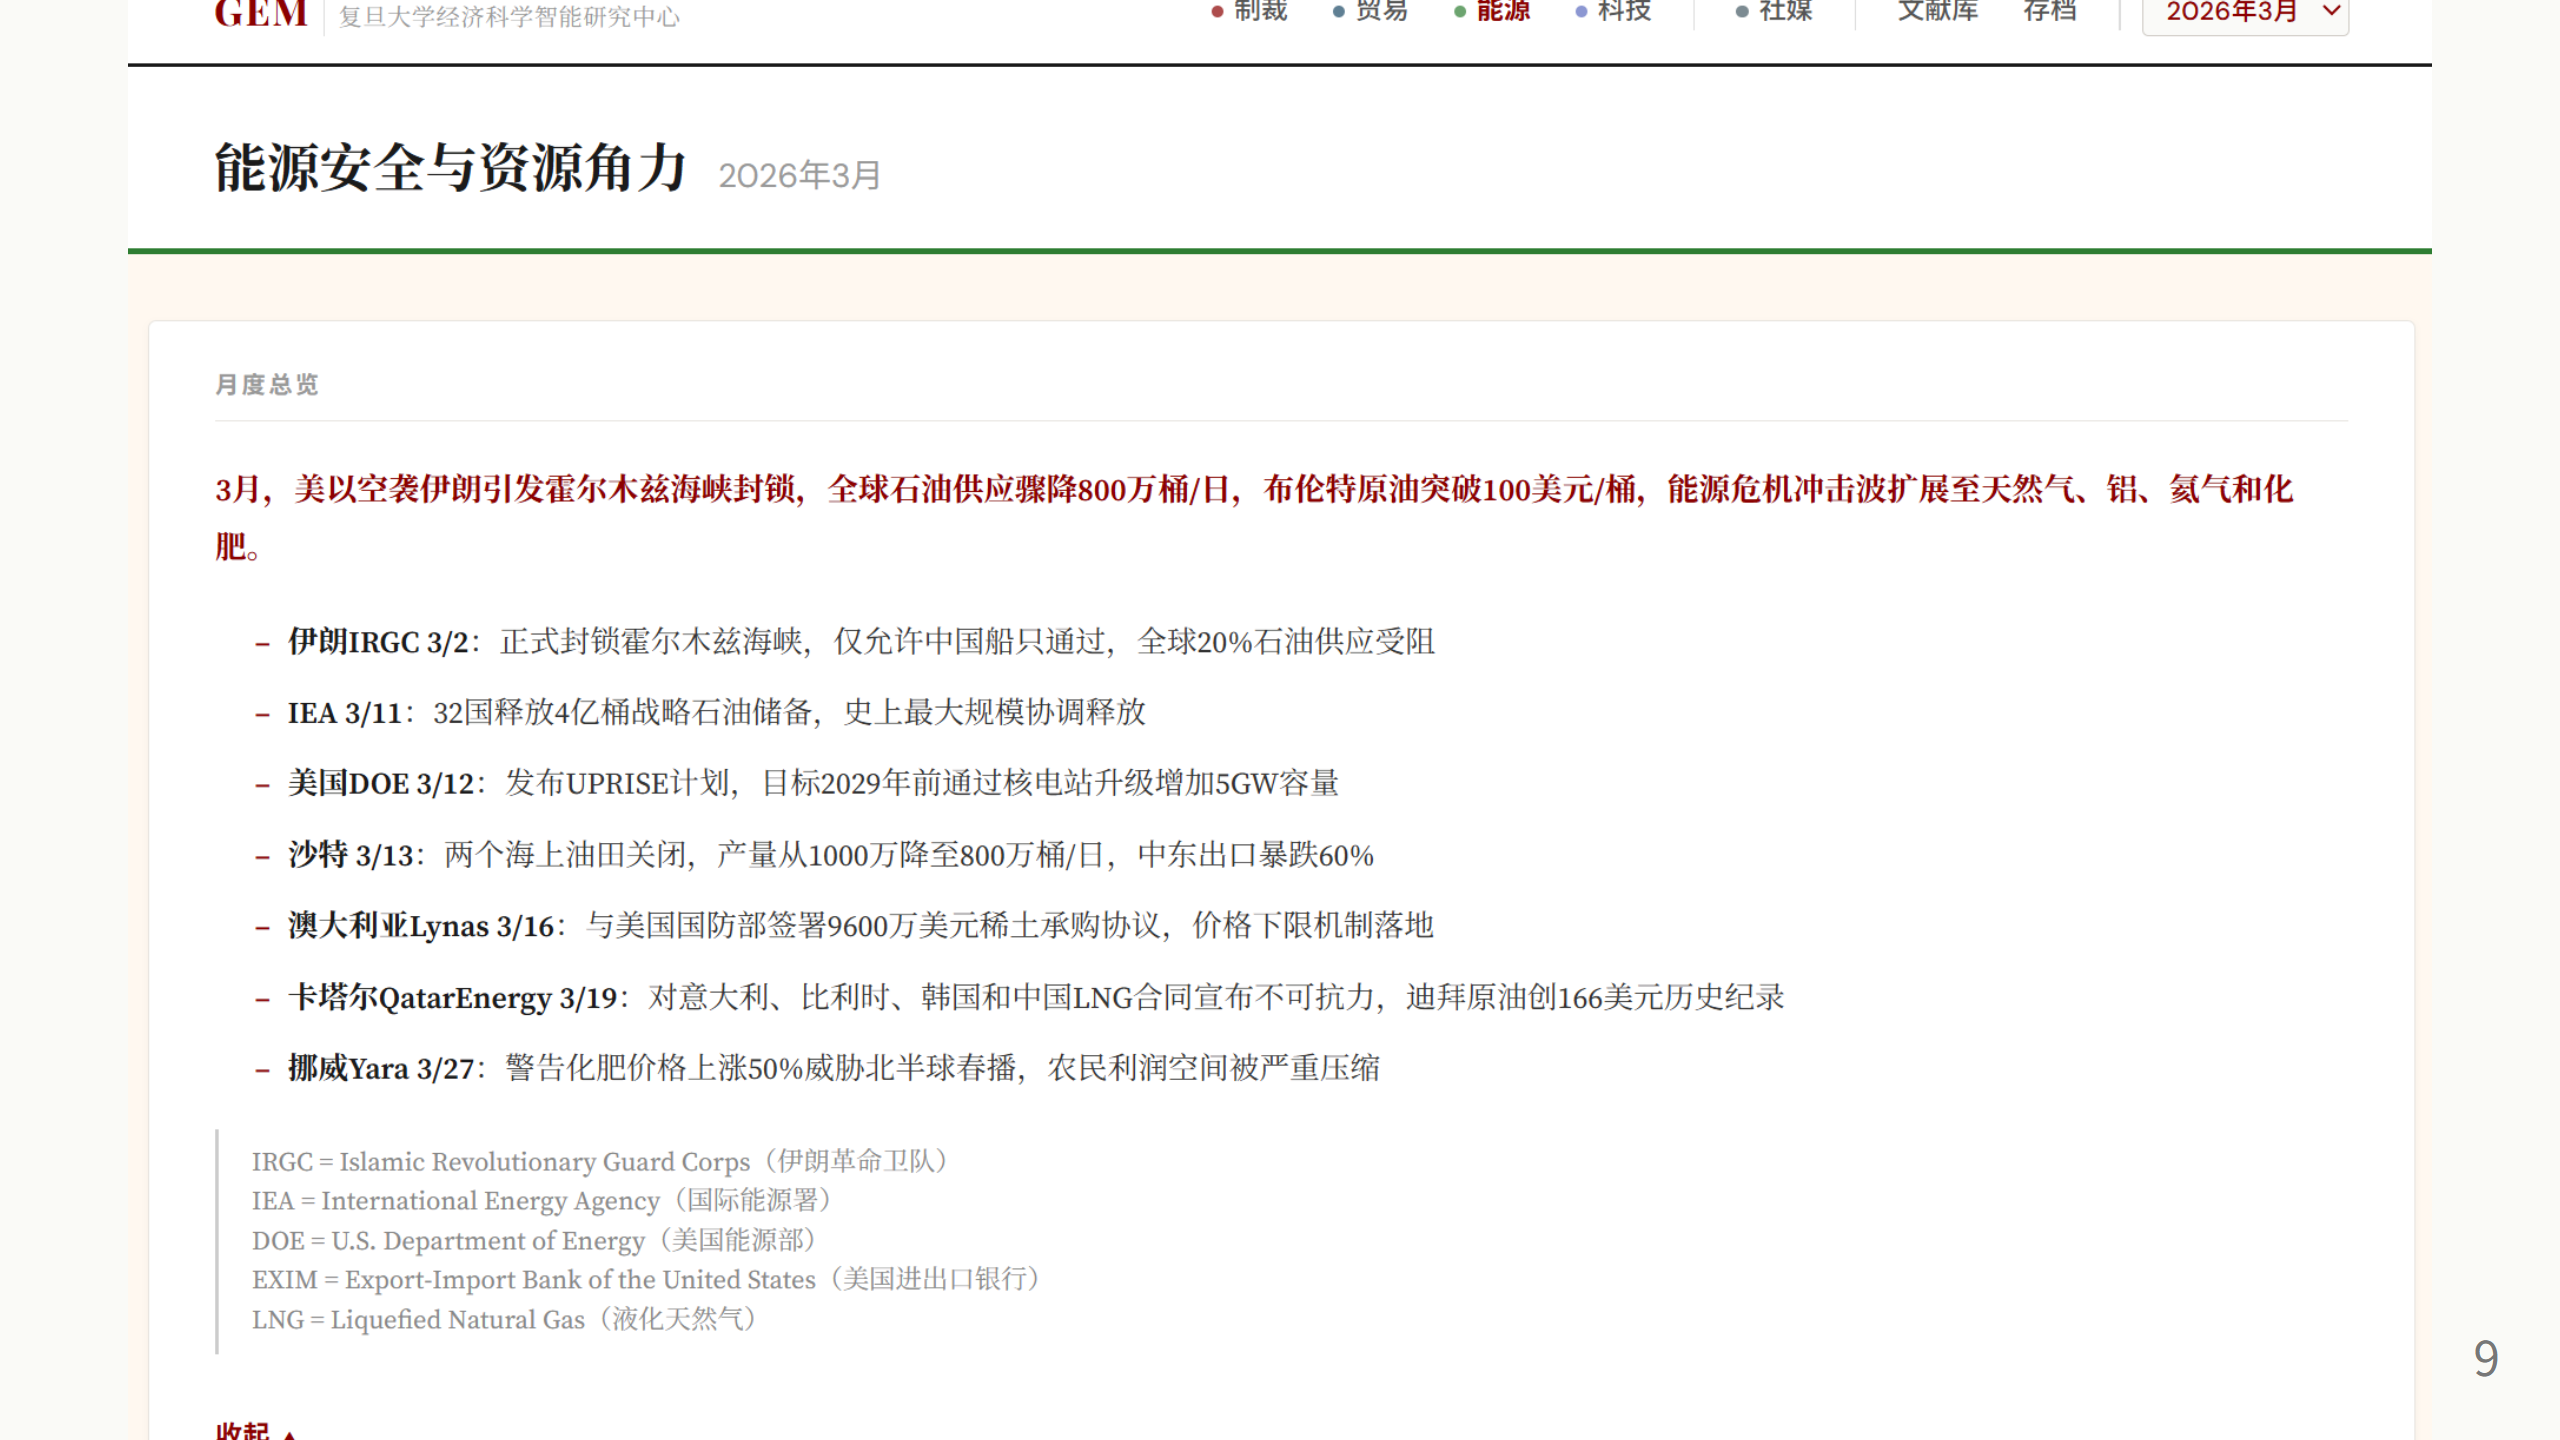 GEM 复旦大学经济科学智能研究中心 制裁 贸易 能源 科技 社媒 文献库 存档 2026年3月
能源安全与资源角力 2026年3月
月度总览
3月，美以空袭伊朗引发霍尔木兹海峡封锁，全球石油供应骤降800万桶/日，布伦特原油突破100美元/桶，能源危机冲击波扩展至天然气、铝、氦气和化
肥。
– 伊朗IRGC 3/2：正式封锁霍尔木兹海峡，仅允许中国船只通过，全球20%石油供应受阻
– IEA 3/11：32国释放4亿桶战略石油储备，史上最大规模协调释放
– 美国DOE 3/12：发布UPRISE计划，目标2029年前通过核电站升级增加5GW容量
– 沙特 3/13：两个海上油田关闭，产量从1000万降至800万桶/日，中东出口暴跌60%
– 澳大利亚Lynas 3/16：与美国国防部签署9600万美元稀土承购协议，价格下限机制落地
– 卡塔尔QatarEnergy 3/19：对意大利、比利时、韩国和中国LNG合同宣布不可抗力，迪拜原油创166美元历史纪录
– 挪威Yara 3/27：警告化肥价格上涨50%威胁北半球春播，农民利润空间被严重压缩
IRGC = Islamic Revolutionary Guard Corps（伊朗革命卫队）
IEA = International Energy Agency（国际能源署）
DOE = U.S. Department of Energy（美国能源部）
EXIM = Export-Import Bank of the United States（美国进出口银行）
LNG = Liquefied Natural Gas（液化天然气）
9
收起 ▲